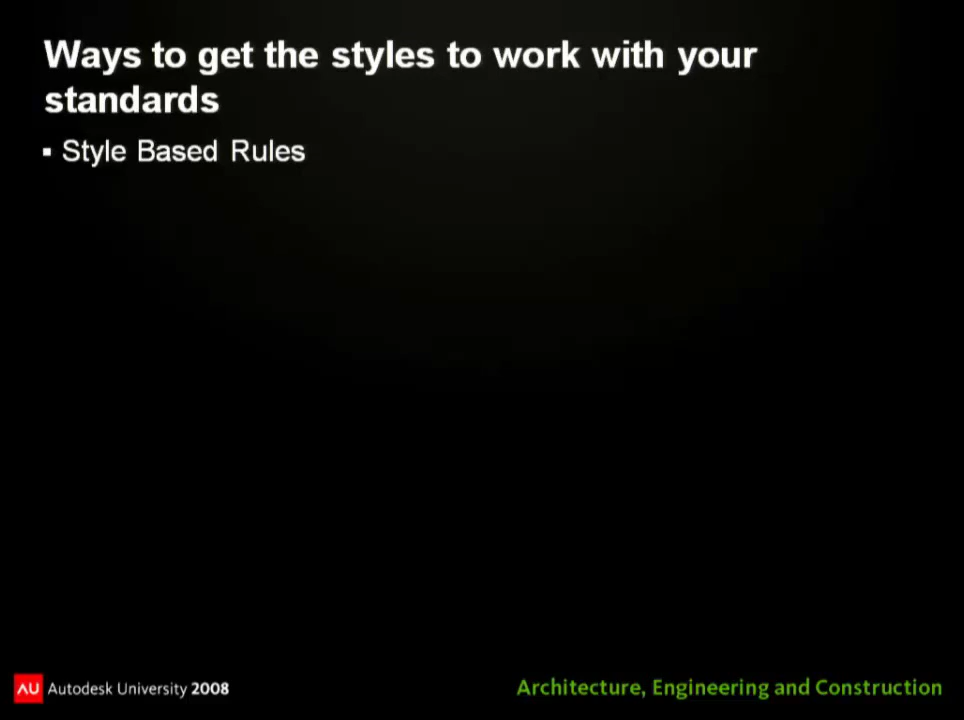 Ways to get the styles to work with your
standards
▪ Style Based Rules
AU Autodesk University 2008
Architecture, Engineering and Construction